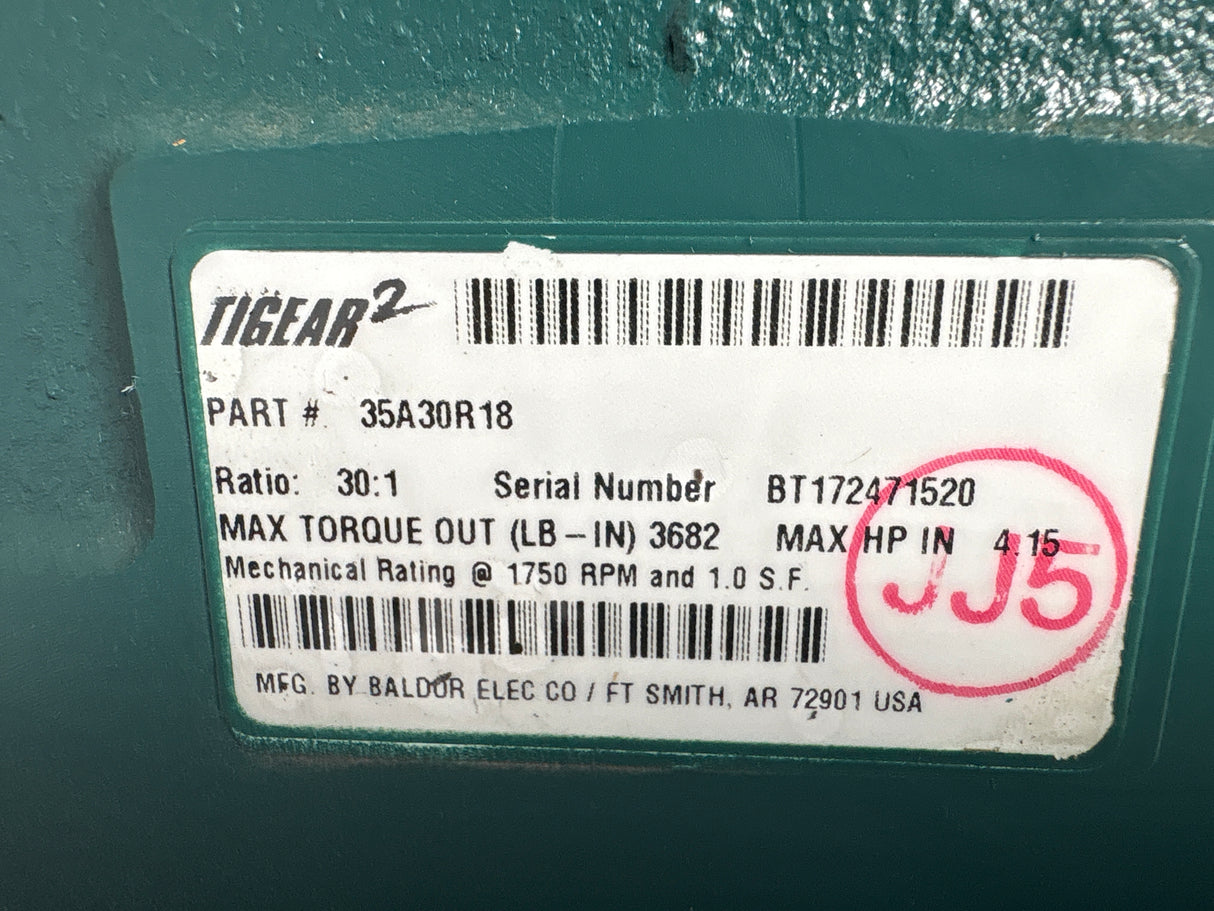 TIGEAR2
PART # 35A30R18
Ratio: 30:1 Serial Number BT172471520
MAX TORQUE OUT (LB-IN) 3682 MAX HP IN 4.15
Mechanical Rating @ 1750 RPM and 1.0 S.F.
JJ5
MFG. BY BALDOR ELEC CO / FT SMITH, AR 72901 USA